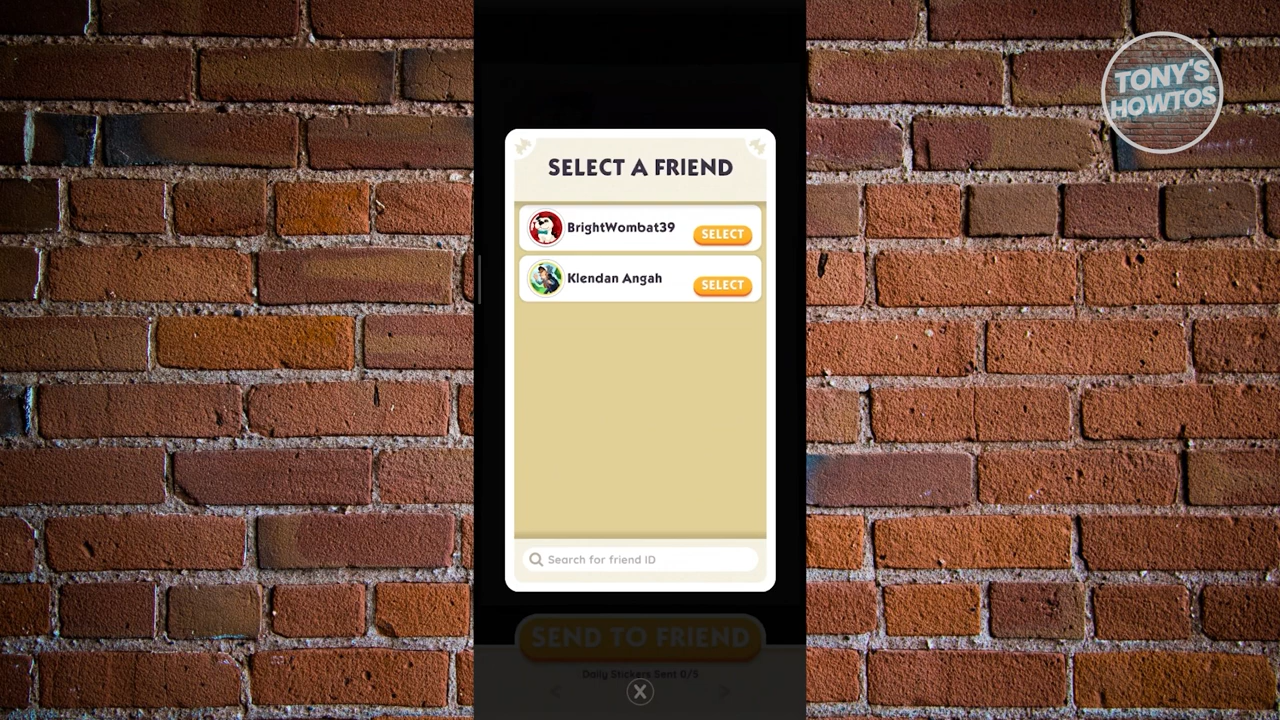 TONY'S
HOWTOS
SELECT A FRIEND
BrightWombat39
SELECT
Klendan Angah
SELECT
Search for friend ID
SEND TO FRIEND
Daily Stickers Sent 0/5
X